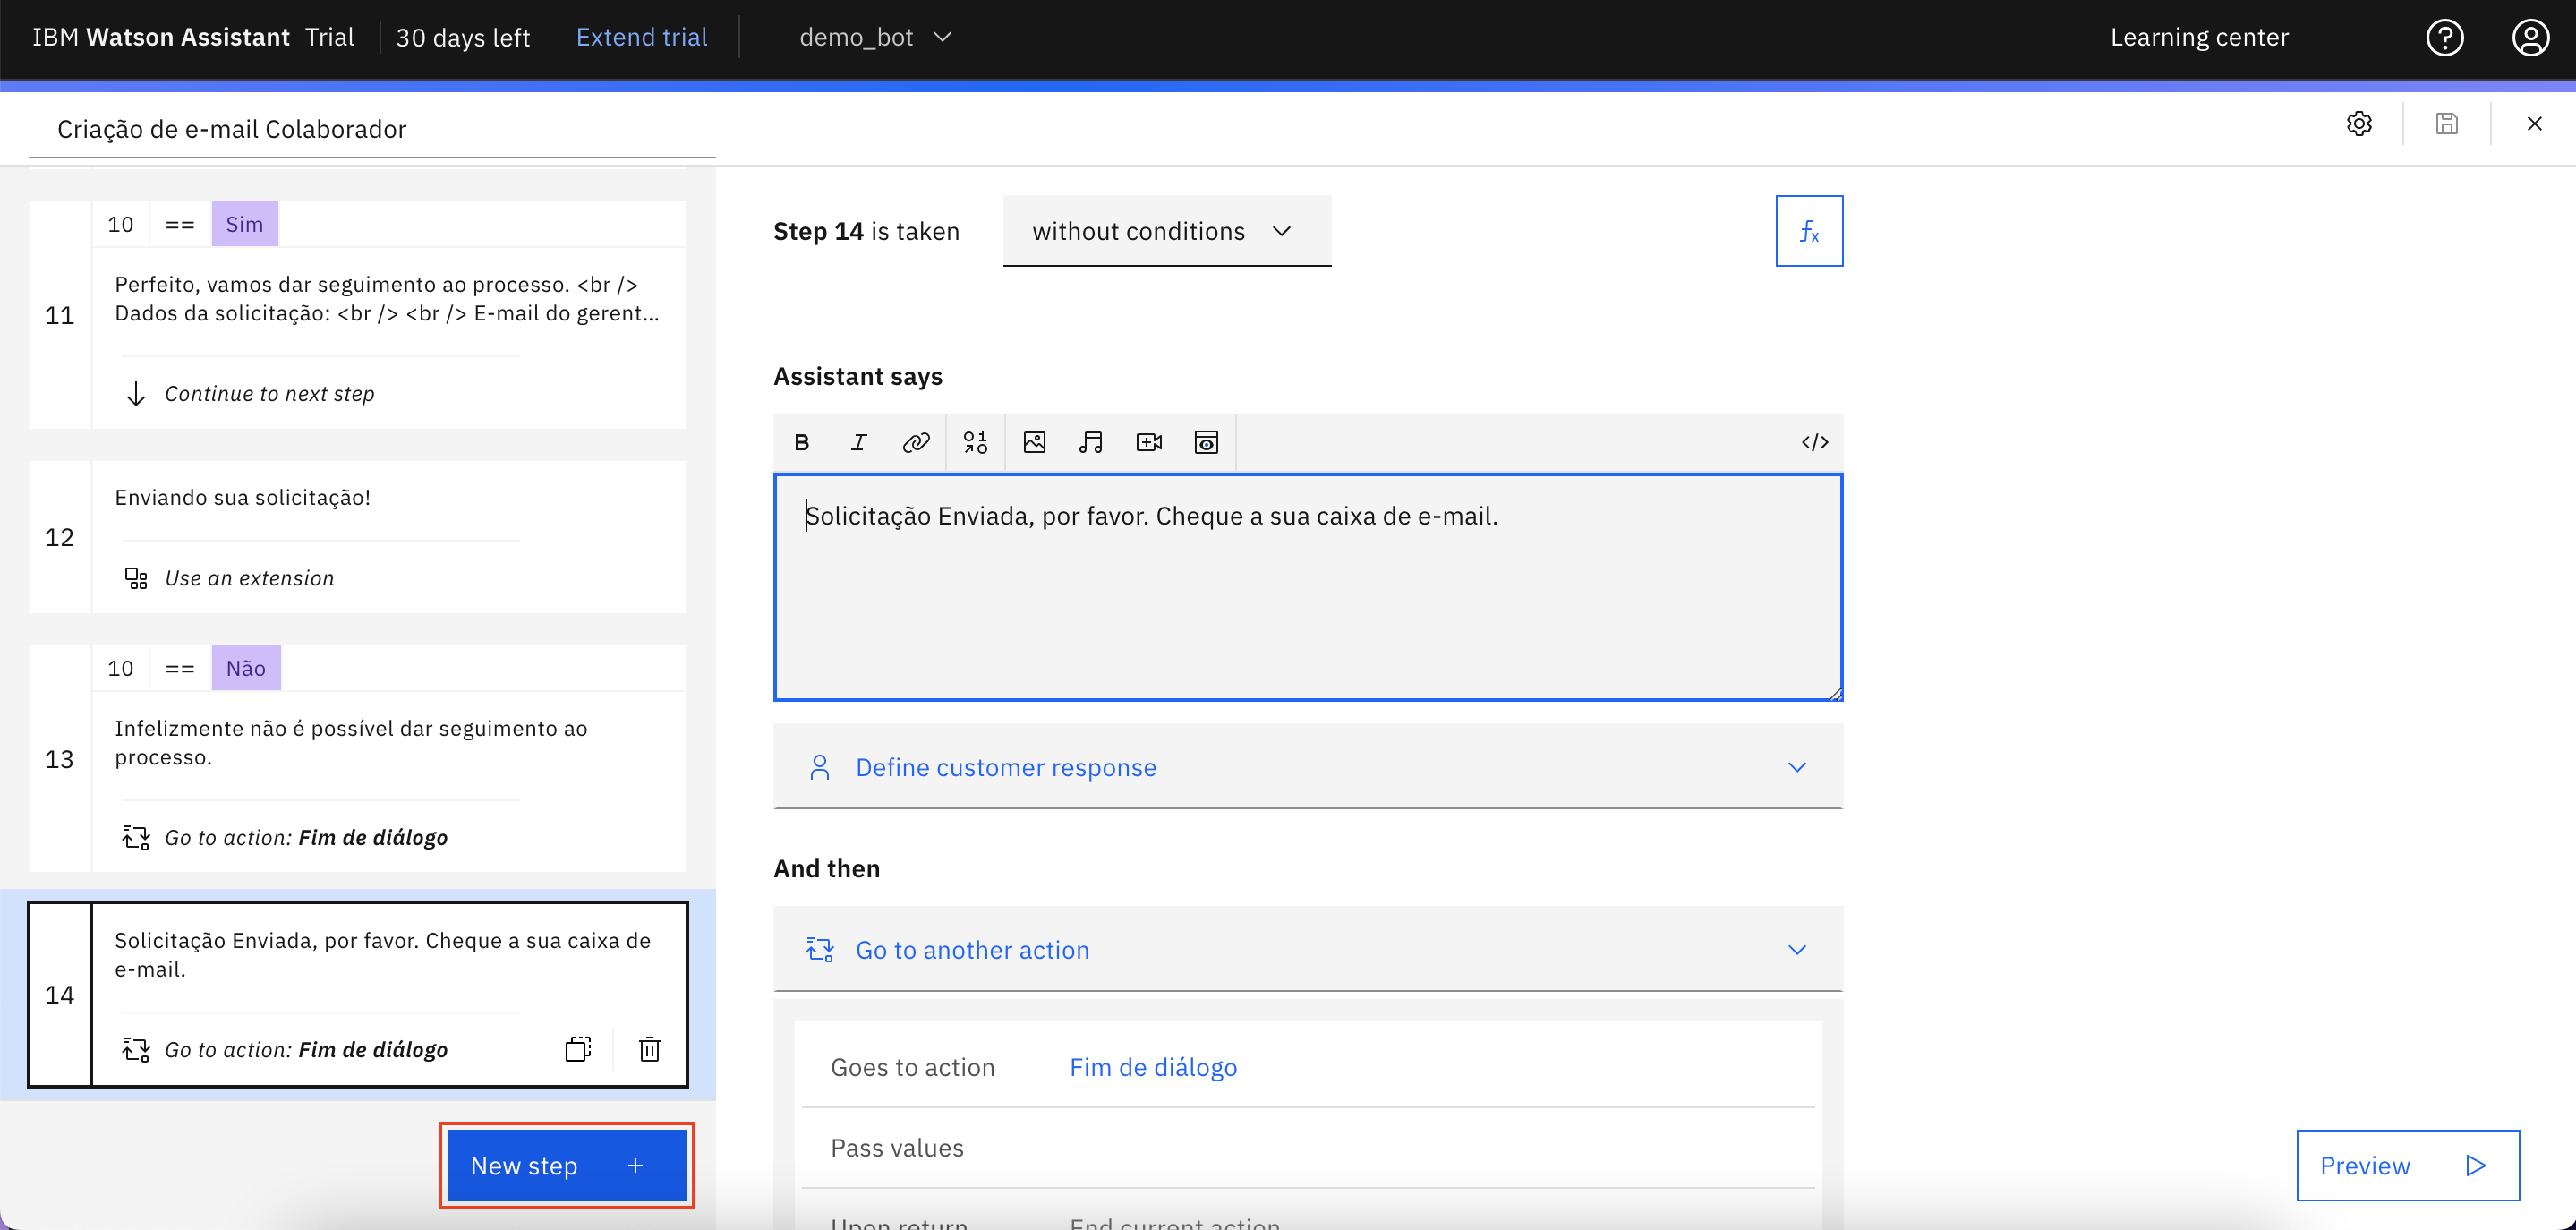 IBM Watson Assistant Trial 30 days left Extend trial demo_bot Learning center
Criação de e-mail Colaborador
10 == Sim
11
Perfeito, vamos dar seguimento ao processo. <br />
Dados da solicitação: <br /> <br /> E-mail do gerent...
Continue to next step
12
Enviando sua solicitação!
Use an extension
10 == Não
13
Infelizmente não é possível dar seguimento ao
processo.
Go to action: Fim de diálogo
14
Solicitação Enviada, por favor. Cheque a sua caixa de
e-mail.
Go to action: Fim de diálogo
New step +
Step 14 is taken without conditions fx
Assistant says
B I </>
Solicitação Enviada, por favor. Cheque a sua caixa de e-mail.
Define customer response
And then
Go to another action
Goes to action Fim de diálogo
Pass values
Upon return End current action
Preview